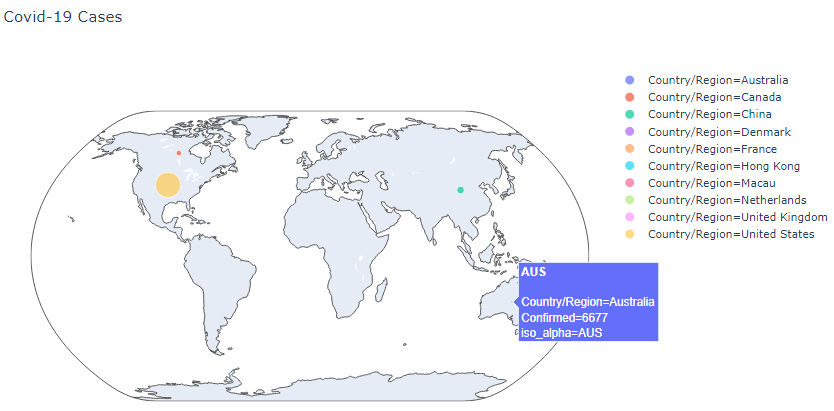 Covid-19 Cases
Country/Region=Australia
Country/Region=Canada
Country/Region=China
Country/Region=Denmark
Country/Region=France
Country/Region=Hong Kong
Country/Region=Macau
Country/Region=Netherlands
Country/Region=United Kingdom
Country/Region=United States
AUS
Country/Region=Australia
Confirmed=6677
iso_alpha=AUS